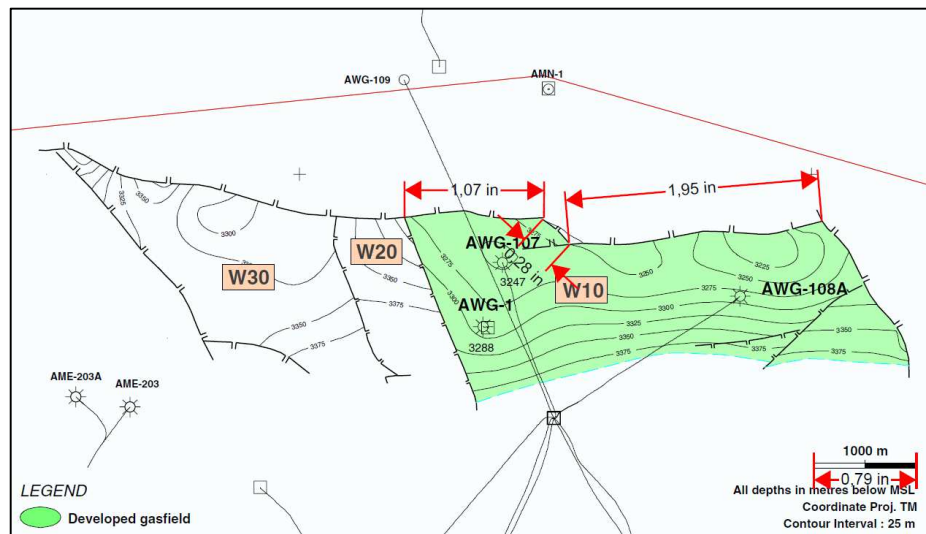 AWG-109
AMN-1
1,07 in
1,95 in
3325
3350
3300
3375
3350
3375
3350
3375
W30
W20
3275
3300
3275
AWG-107
0,28 in
3247
AWG-1
3288
W10
3250
3225
3250
3275
3300
3325
3350
3375
AWG-108A
3350
3375
AME-203A
AME-203
1000 m
0,79 in
All depths in metres below MSL
Coordinate Proj. TM
Contour Interval : 25 m
LEGEND
Developed gasfield